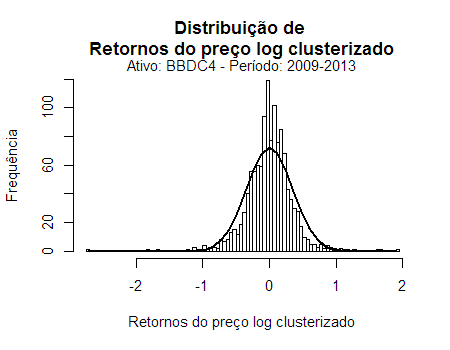 Distribuição de
Retornos do preço log clusterizado
Ativo: BBDC4 - Período: 2009-2013
Frequência
100
60
20
0
-2
-1
0
1
2
Retornos do preço log clusterizado